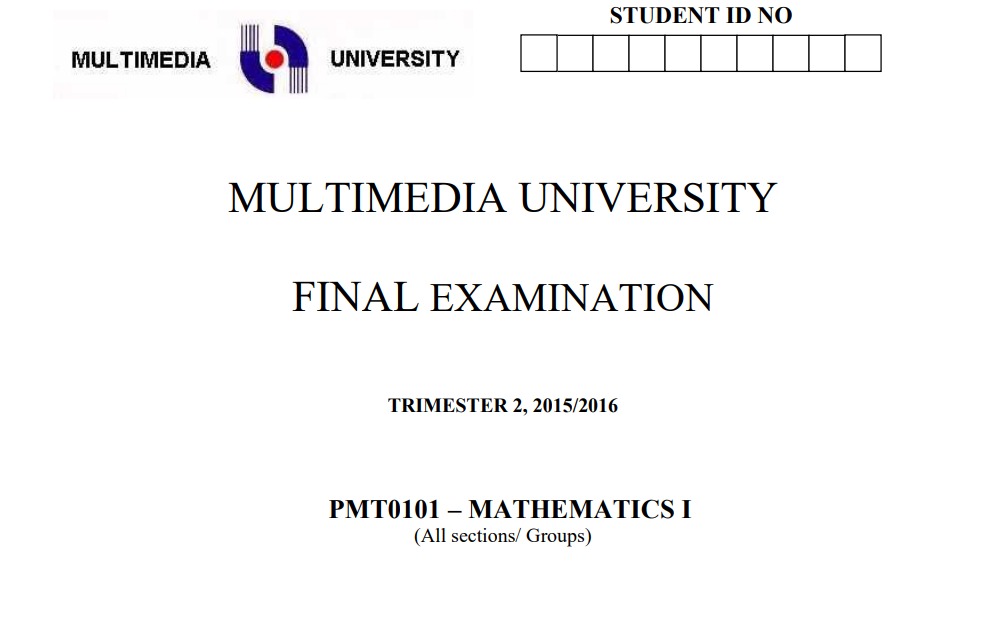 STUDENT ID NO
MULTIMEDIA UNIVERSITY
MULTIMEDIA UNIVERSITY
FINAL EXAMINATION
TRIMESTER 2, 2015/2016
PMT0101 – MATHEMATICS I
(All sections/ Groups)